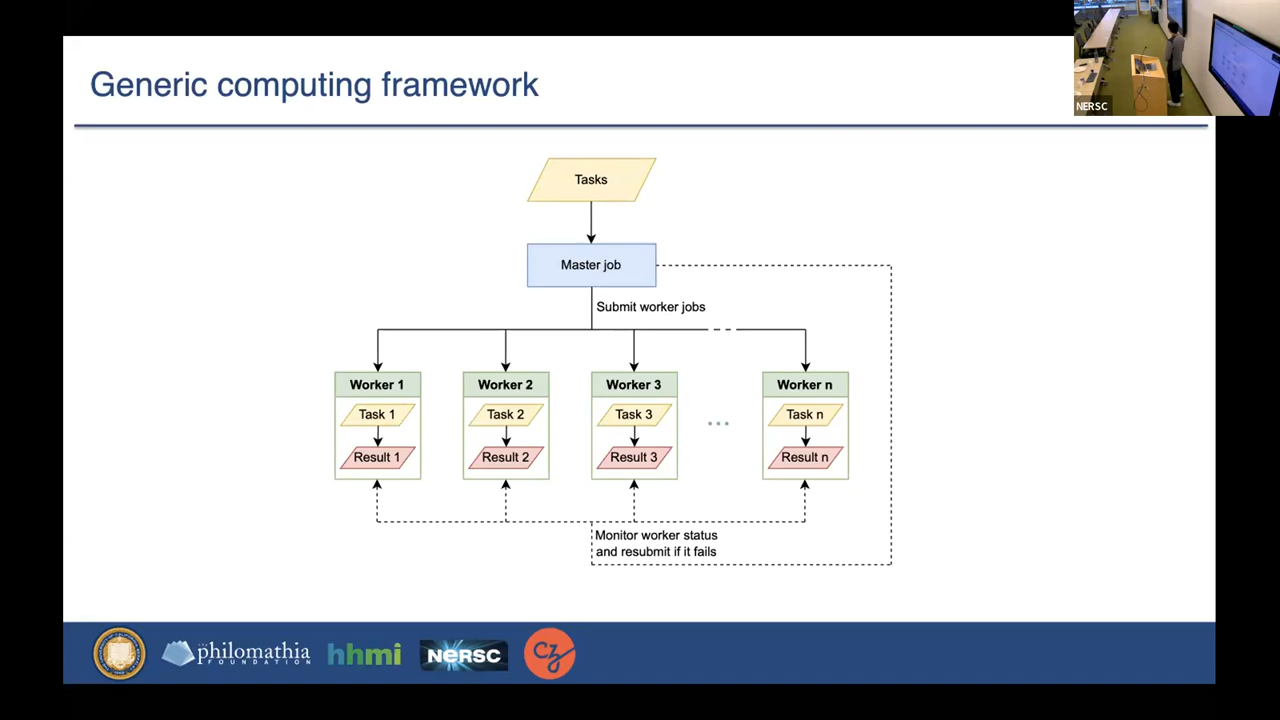 Generic computing framework
NERSC
Tasks
Master job
Submit worker jobs
Worker 1
Worker 2
Worker 3
Worker n
Task 1
Task 2
Task 3
Task n
...
Result 1
Result 2
Result 3
Result n
Monitor worker status
and resubmit if it fails
philomathia
FOUNDATION
hhmi
NERSC
CZ